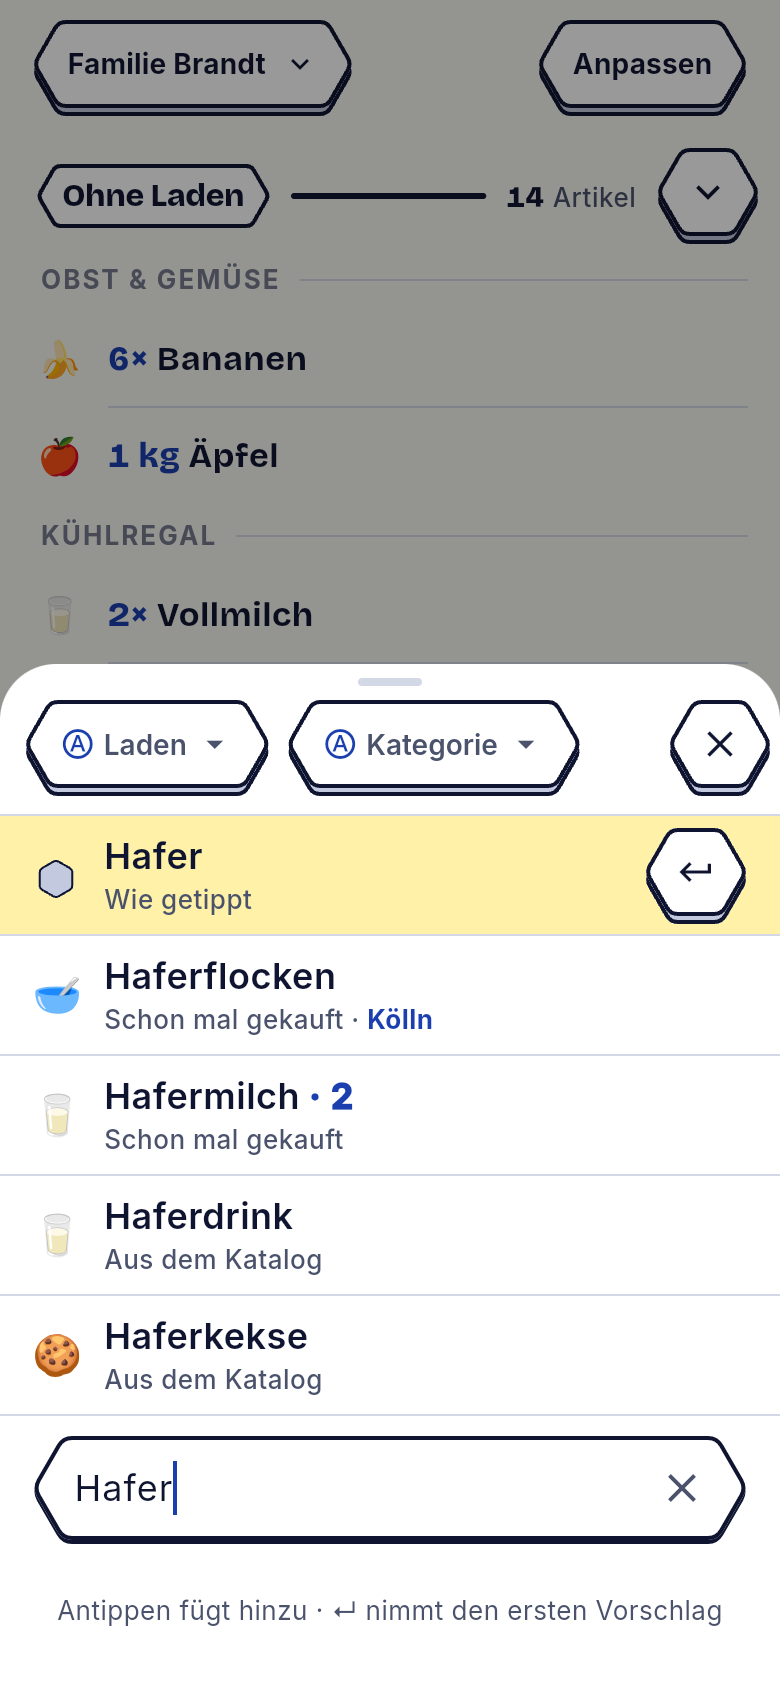 Familie Brandt
Anpassen
Ohne Laden
14 Artikel
OBST & GEMÜSE
6× Bananen
1 kg Äpfel
KÜHLREGAL
2× Vollmilch
A Laden
A Kategorie
Hafer
Wie getippt
Haferflocken
Schon mal gekauft · Kölln
Hafermilch · 2
Schon mal gekauft
Haferdrink
Aus dem Katalog
Haferkekse
Aus dem Katalog
Hafer
Antippen fügt hinzu · ↵ nimmt den ersten Vorschlag